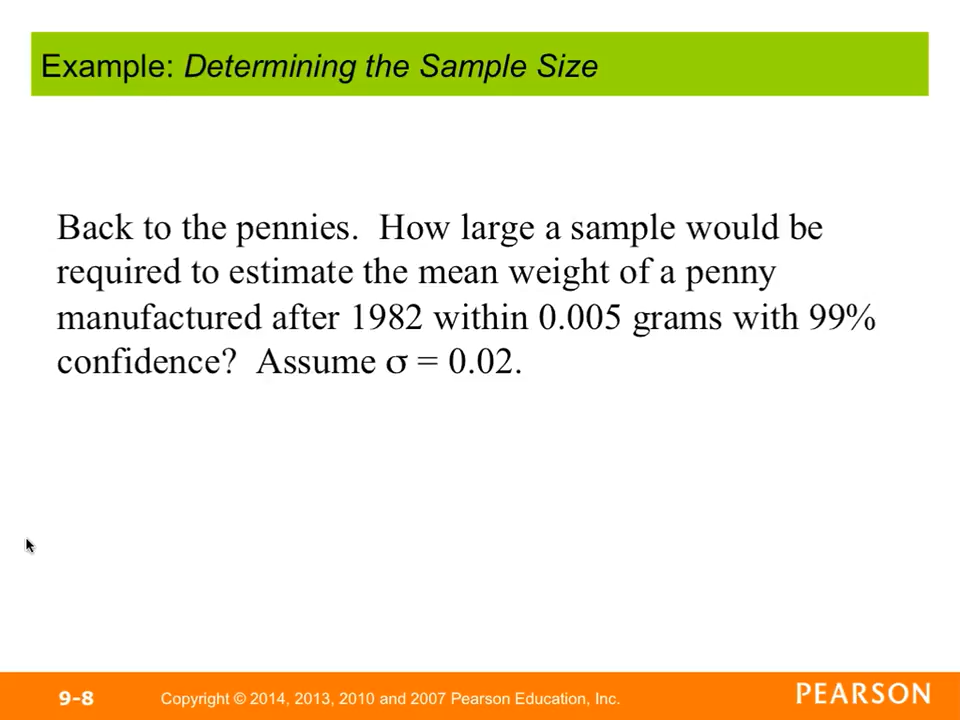 Example: Determining the Sample Size
Back to the pennies.  How large a sample would be
required to estimate the mean weight of a penny
manufactured after 1982 within 0.005 grams with 99%
confidence?  Assume σ = 0.02.
9-8
Copyright © 2014, 2013, 2010 and 2007 Pearson Education, Inc.
PEARSON